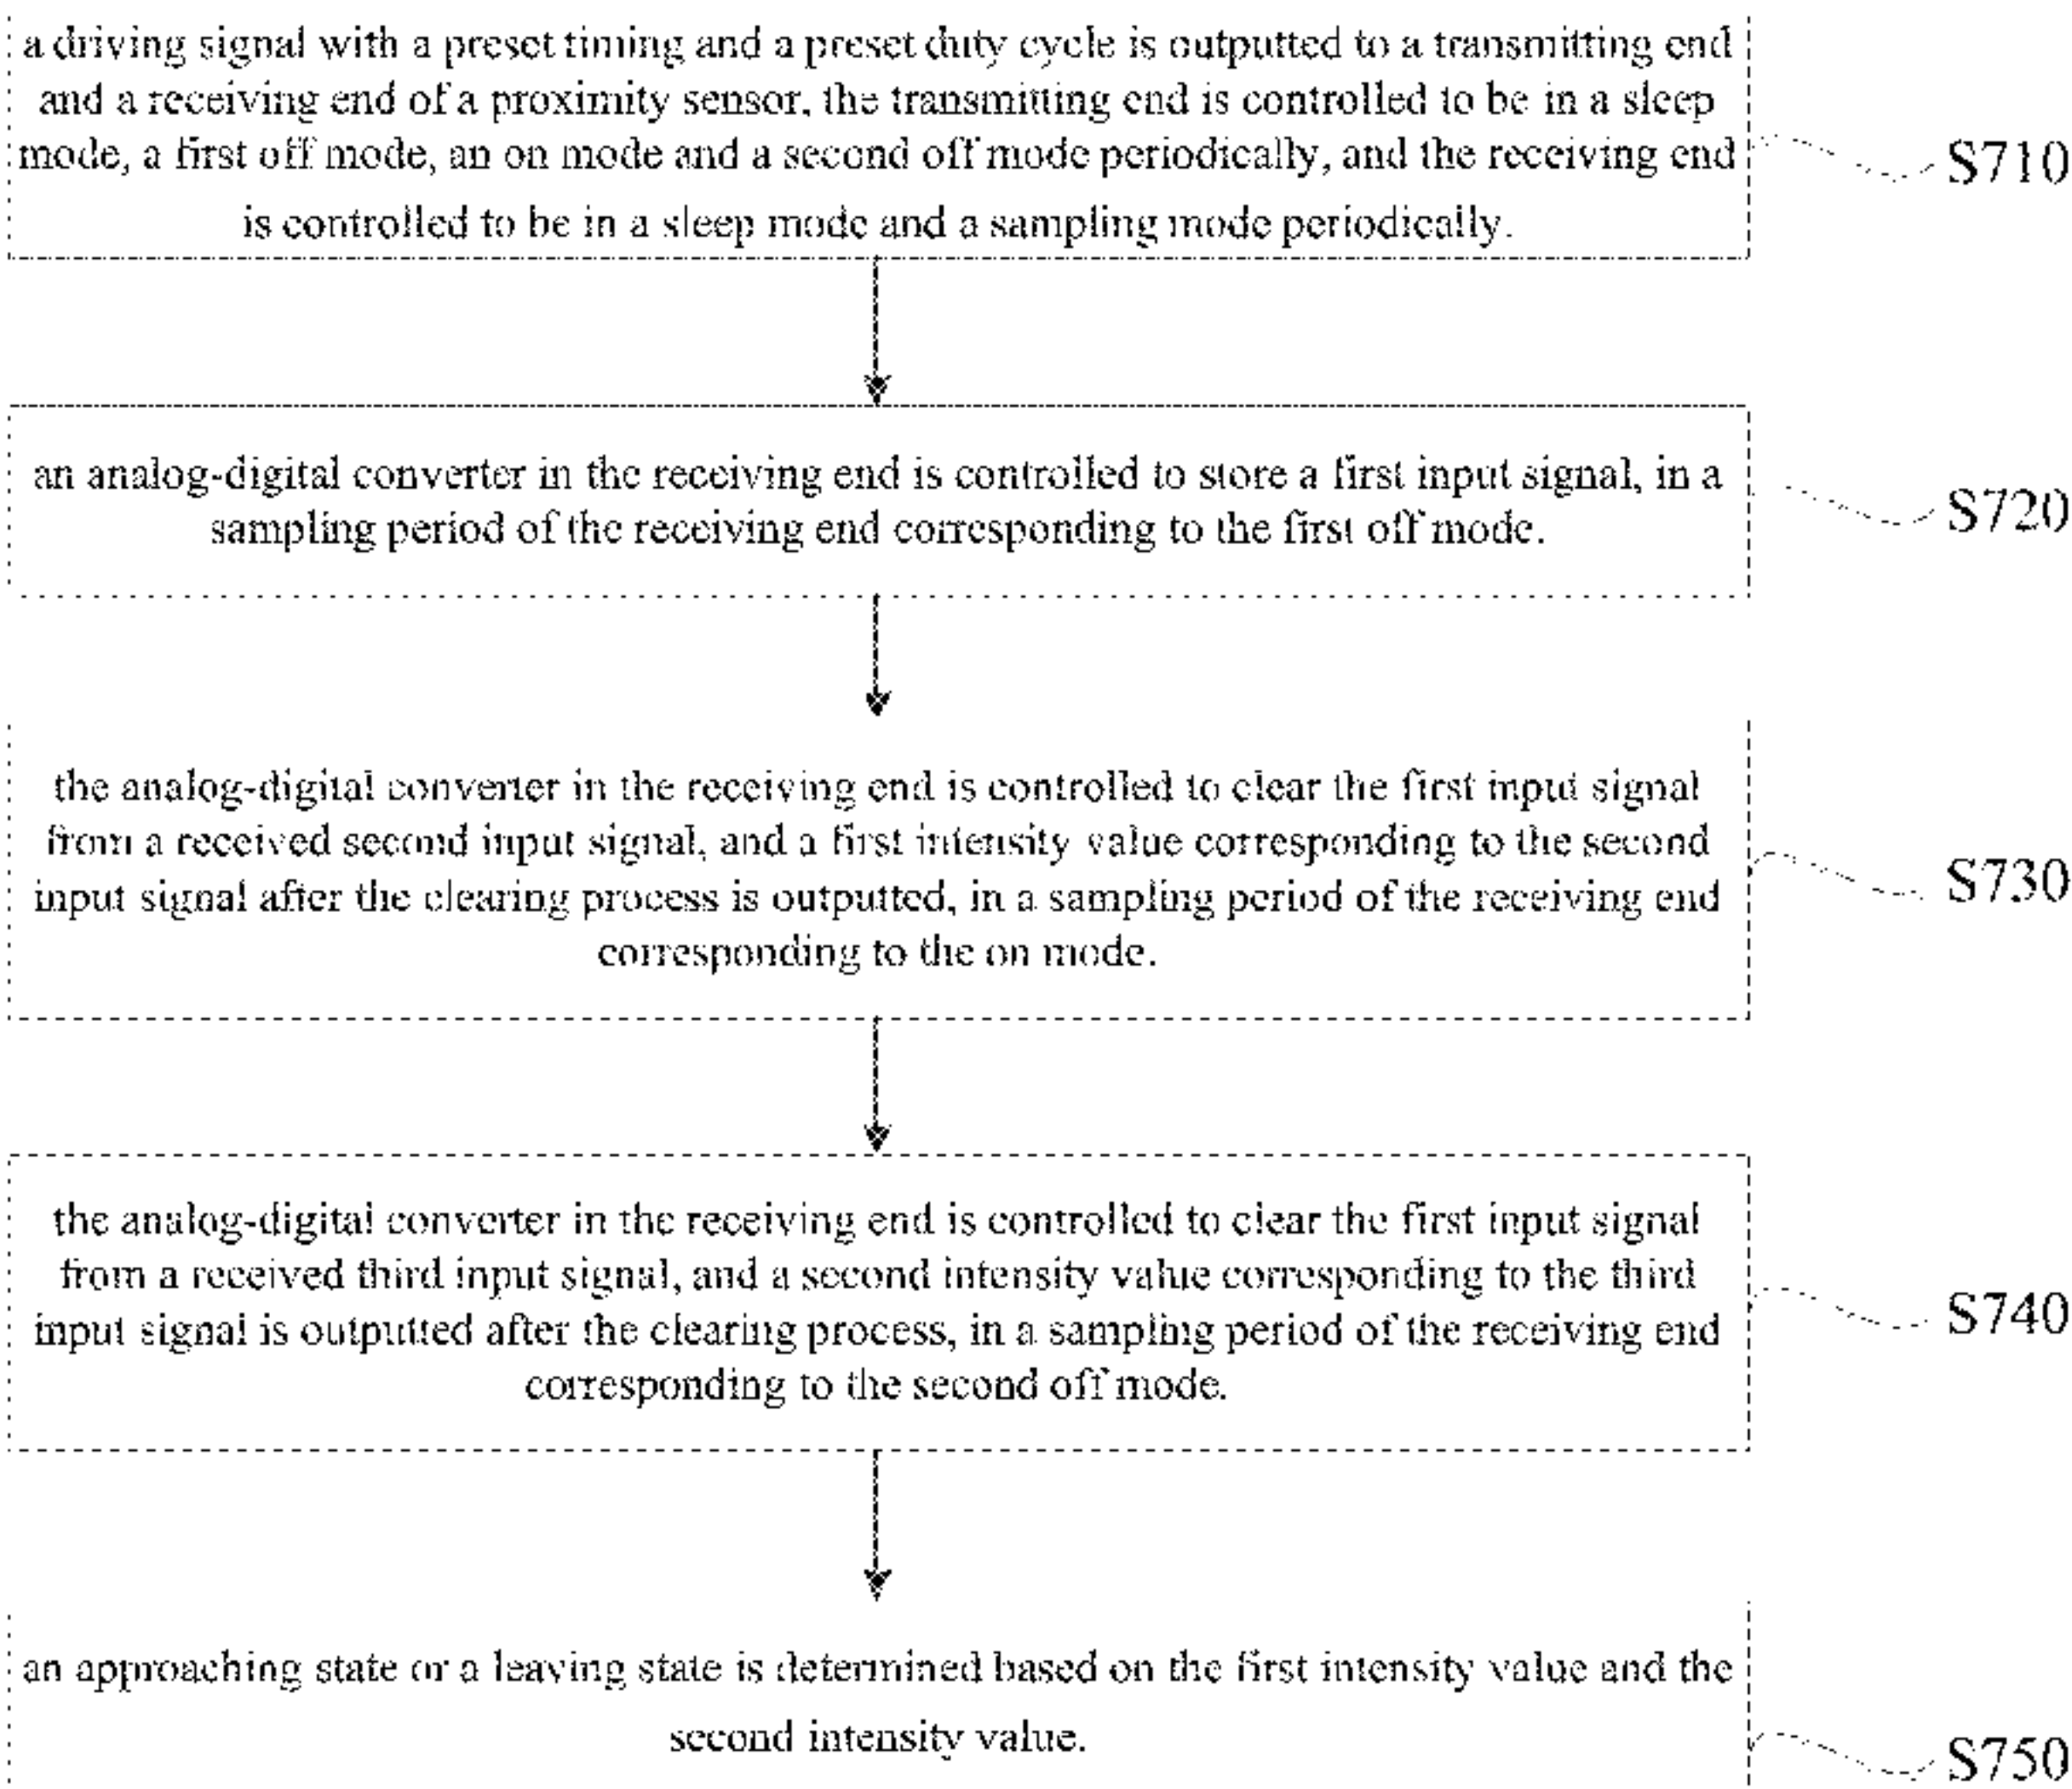 a driving signal with a preset timing and a preset duty cycle is outputted to a transmitting end
and a receiving end of a proximity sensor, the transmitting end is controlled to be in a sleep
mode, a first off mode, an on mode and a second off mode periodically, and the receiving end
is controlled to be in a sleep mode and a sampling mode periodically.
S710
an analog-digital converter in the receiving end is controlled to store a first input signal, in a
sampling period of the receiving end corresponding to the first off mode.
S720
the analog-digital converter in the receiving end is controlled to clear the first input signal
from a received second input signal, and a first intensity value corresponding to the second
input signal after the clearing process is outputted, in a sampling period of the receiving end
corresponding to the on mode.
S730
the analog-digital converter in the receiving end is controlled to clear the first input signal
from a received third input signal, and a second intensity value corresponding to the third
input signal is outputted after the clearing process, in a sampling period of the receiving end
corresponding to the second off mode.
S740
an approaching state or a leaving state is determined based on the first intensity value and the
second intensity value.
S750